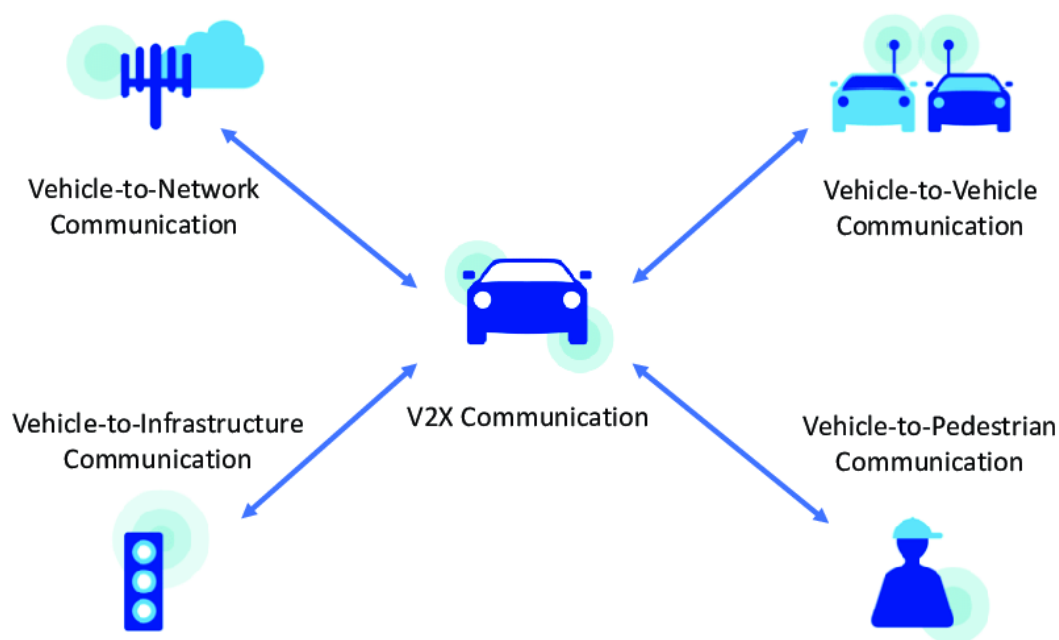 Vehicle-to-Network
Communication
Vehicle-to-Vehicle
Communication
V2X Communication
Vehicle-to-Infrastructure
Communication
Vehicle-to-Pedestrian
Communication